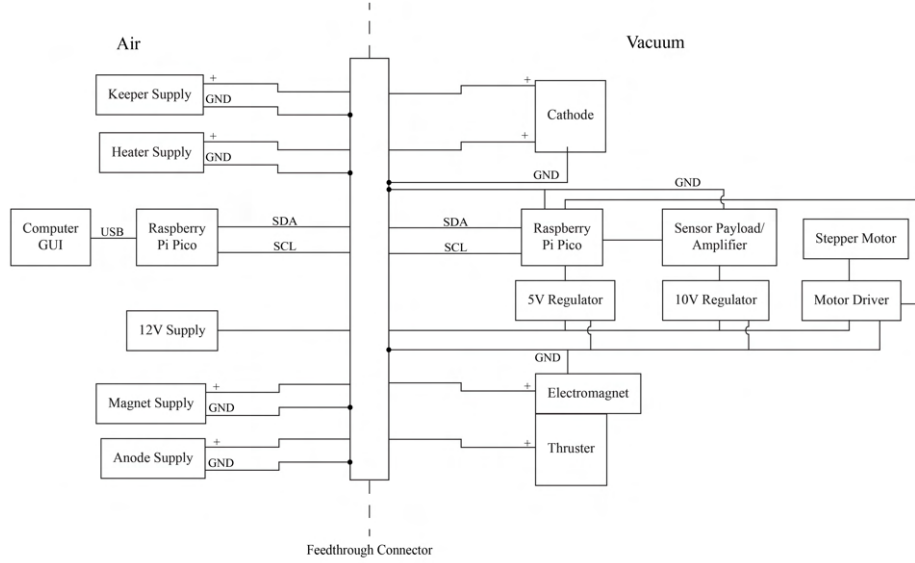 Air
Vacuum
Keeper Supply
+
GND
+
Cathode
Heater Supply
+
GND
+
GND
GND
Computer
GUI
USB
Raspberry
Pi Pico
SDA
SCL
SDA
SCL
Raspberry
Pi Pico
Sensor Payload/
Amplifier
Stepper Motor
5V Regulator
10V Regulator
Motor Driver
12V Supply
GND
Magnet Supply
+
GND
+
Electromagnet
Anode Supply
+
GND
+
Thruster
Feedthrough Connector